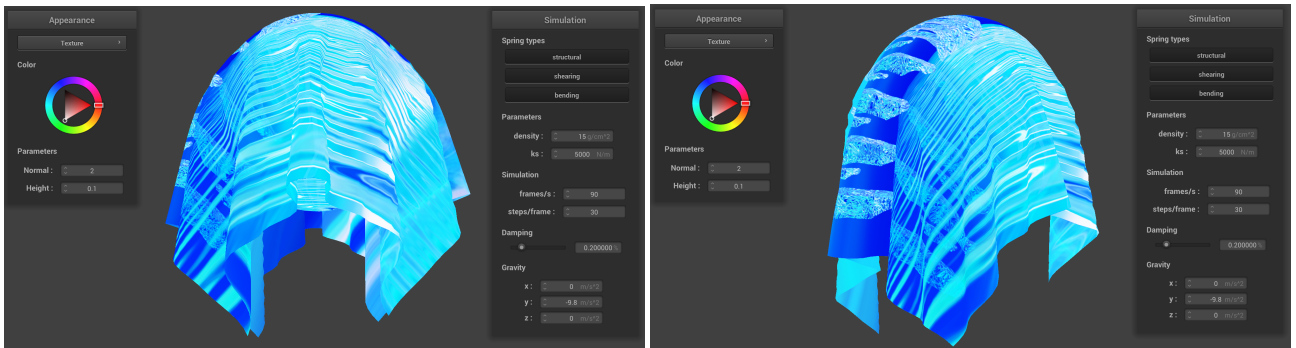 Appearance
Texture
Color
Parameters
Normal : 2
Height : 0.1
Simulation
Spring types
structural
shearing
bending
Parameters
density : 15 g/cm^2
ks : 5000 N/m
Simulation
frames/s : 90
steps/frame : 30
Damping
0.200000 %
Gravity
x : 0 m/s^2
y : -9.8 m/s^2
z : 0 m/s^2
Appearance
Texture
Color
Parameters
Normal : 2
Height : 0.1
Simulation
Spring types
structural
shearing
bending
Parameters
density : 15 g/cm^2
ks : 5000 N/m
Simulation
frames/s : 90
steps/frame : 30
Damping
0.200000 %
Gravity
x : 0 m/s^2
y : -9.8 m/s^2
z : 0 m/s^2